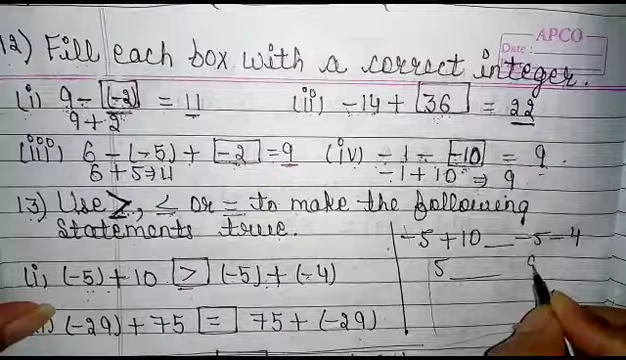 APCO
Date:
12) Fill each box with a correct integer.
(i) 9 - (-2) = 11 (ii) -14 + 36 = 22
9 + 2
(iii) 6 - (-5) + -2 = 9 (iv) -1 - -10 = 9.
6 + 5 → 11 -1 + 10 ⇒ 9
13) Use >, < or = to make the following
statements true.
-5 + 10 __ -5 - 4
(i) (-5) + 10 > (-5) + (-4)
5 __
(-29) + 75 = 75 + (-29)